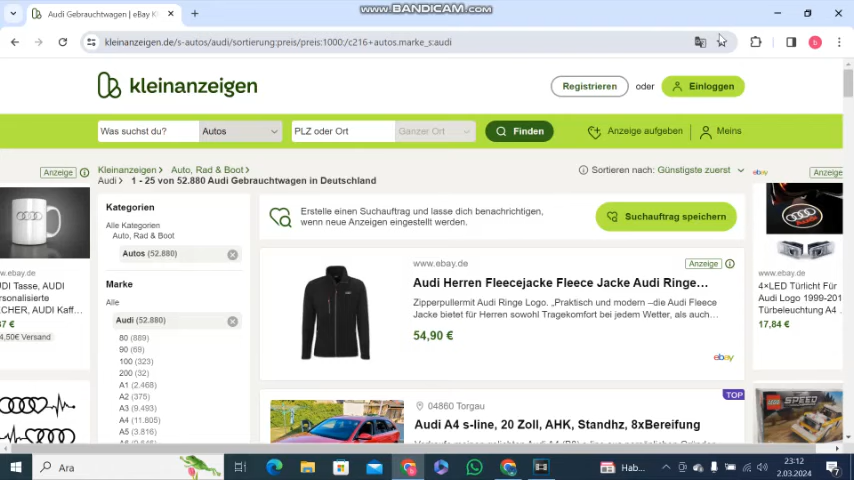 www.BANDICAM.com
Audi Gebrauchtwagen | eBay K
kleinanzeigen.de/s-autos/audi/sortierung:preis/preis:1000:/c216+autos.marke_s:audi
b
kleinanzeigen
Registrieren
oder
Einloggen
Was suchst du?
Autos
PLZ oder Ort
Ganzer Ort
Finden
Anzeige aufgeben
Meins
Anzeige
Kleinanzeigen
Auto, Rad & Boot
Audi
1 - 25 von 52.880 Audi Gebrauchtwagen in Deutschland
Sortieren nach: Günstigste zuerst
ebay
Anzeige
Kategorien
Alle Kategorien
Auto, Rad & Boot
Autos (52.880)
Marke
Alle
Audi (52.880)
80 (889)
90 (69)
100 (323)
200 (32)
A1 (2.468)
A2 (375)
A3 (9.493)
A4 (11.805)
A5 (3.816)
Erstelle einen Suchauftrag und lasse dich benachrichtigen,
wenn neue Anzeigen eingestellt werden.
Suchauftrag speichern
www.ebay.de
Anzeige
Audi Herren Fleecejacke Fleece Jacke Audi Ringe...
Zipperpullermit Audi Ringe Logo. „Praktisch und modern –die Audi Fleece
Jacke bietet für Herren sowohl Tragekomfort bei jedem Wetter, als auch...
54,90 €
ebay
TOP
04860 Torgau
Audi A4 s-line, 20 Zoll, AHK, Standhz, 8xBereifung
UDI Tasse, AUDI
ersonalisierte
ECHER, AUDI Kaff...
7 €
4,50€ Versand
www.ebay.de
4×LED Türlicht Für
Audi Logo 1999-201
Türbeleuchtung A4 .
17,84 €
SPEED
Ara
Hab...
23:12
2.03.2024
7